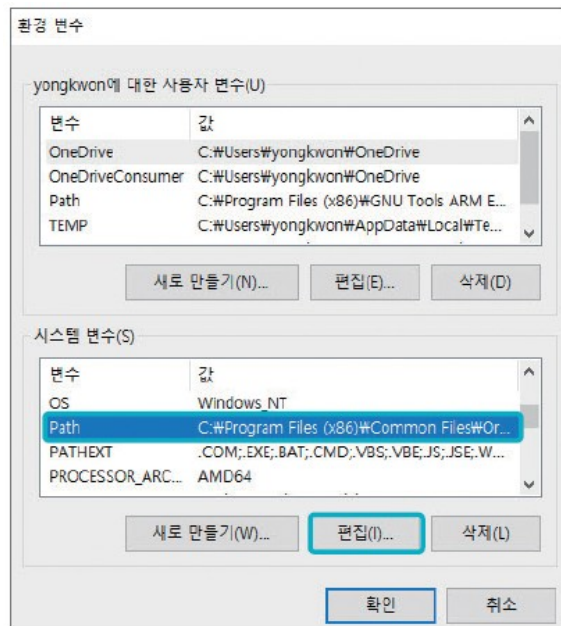 환경 변수
yongkwon에 대한 사용자 변수(U)
변수 값
OneDrive C:₩Users₩yongkwon₩OneDrive
OneDriveConsumer C:₩Users₩yongkwon₩OneDrive
Path C:₩Program Files (x86)₩GNU Tools ARM E...
TEMP C:₩Users₩yongkwon₩AppData₩Local₩Te...
새로 만들기(N)... 편집(E)... 삭제(D)
시스템 변수(S)
변수 값
OS Windows_NT
Path C:₩Program Files (x86)₩Common Files₩Or...
PATHEXT .COM;.EXE;.BAT;.CMD;.VBS;.VBE;.JS;.JSE;.W...
PROCESSOR_ARC... AMD64
새로 만들기(W)... 편집(I)... 삭제(L)
확인 취소